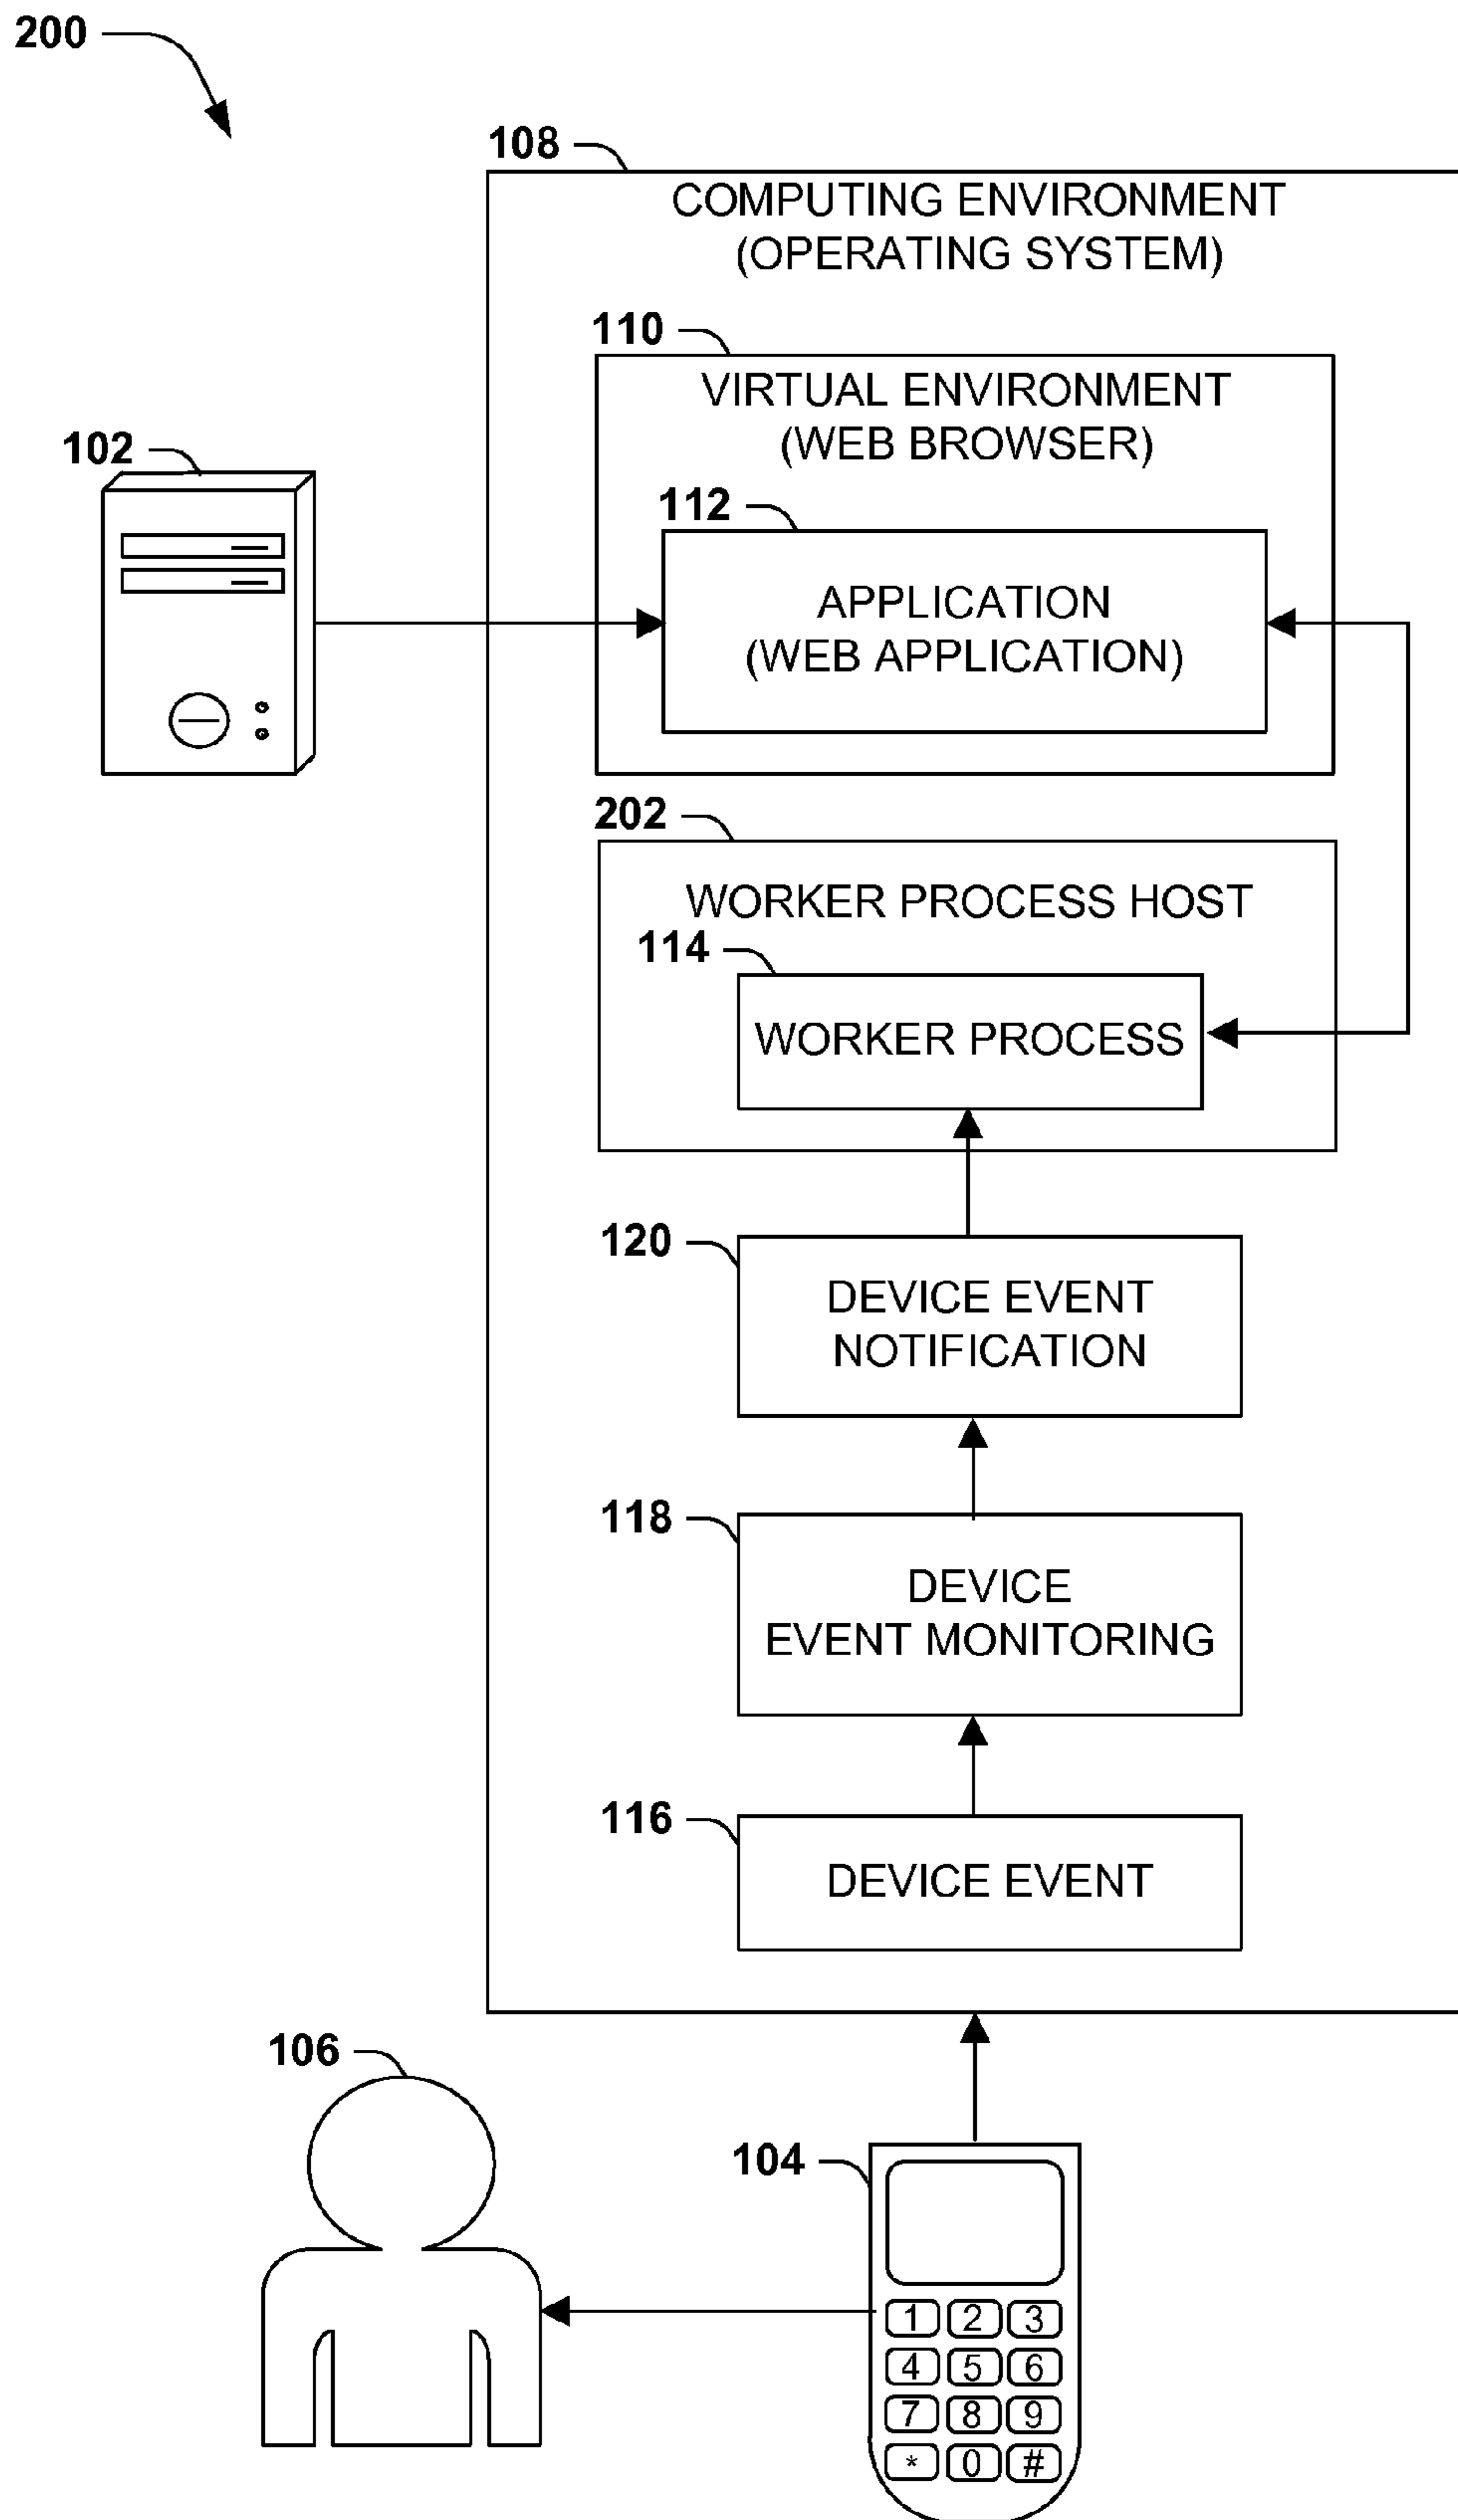 200
108
COMPUTING ENVIRONMENT
(OPERATING SYSTEM)
110
VIRTUAL ENVIRONMENT
(WEB BROWSER)
102
112
APPLICATION
(WEB APPLICATION)
202
WORKER PROCESS HOST
114
WORKER PROCESS
120
DEVICE EVENT
NOTIFICATION
118
DEVICE
EVENT MONITORING
116
DEVICE EVENT
106
104
1 2 3
4 5 6
7 8 9
* 0 #